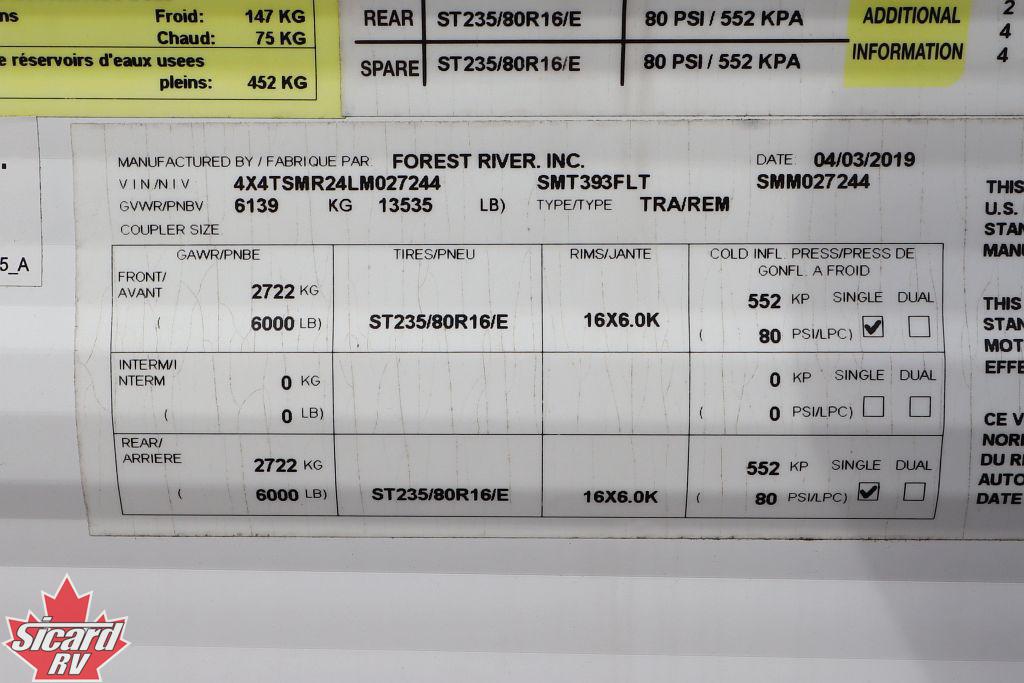 ns Froid: 147 KG
Chaud: 75 KG
e réservoirs d'eaux usees
pleins: 452 KG
REAR ST235/80R16/E 80 PSI / 552 KPA
SPARE ST235/80R16/E 80 PSI / 552 KPA
ADDITIONAL
INFORMATION
2
4
4
5_A
MANUFACTURED BY / FABRIQUE PAR. FOREST RIVER. INC. DATE 04/03/2019
VIN/NIV 4X4TSMR24LM027244 SMT393FLT SMM027244
GVWR/PNBV 6139 KG 13535 LB) TYPE/TYPE TRA/REM
COUPLER SIZE
GAWR/PNBE TIRES/PNEU RIMS/JANTE COLD INFL. PRESS/PRESS DE
GONFL. A FROID
FRONT/
AVANT 2722 KG 552 KP SINGLE DUAL
( 6000 LB) ST235/80R16/E 16X6.0K ( 80 PSI/LPC)
INTERM/I
NTERM 0 KG 0 KP SINGLE DUAL
( 0 LB) ( 0 PSI/LPC)
REAR/
ARRIERE 2722 KG 552 KP SINGLE DUAL
( 6000 LB) ST235/80R16/E 16X6.0K ( 80 PSI/LPC)
THIS
U.S.
STAN
MANU
THIS
STAN
MOT
EFFE
CE V
NORM
DU RE
AUTO
DATE
Sicard
RV